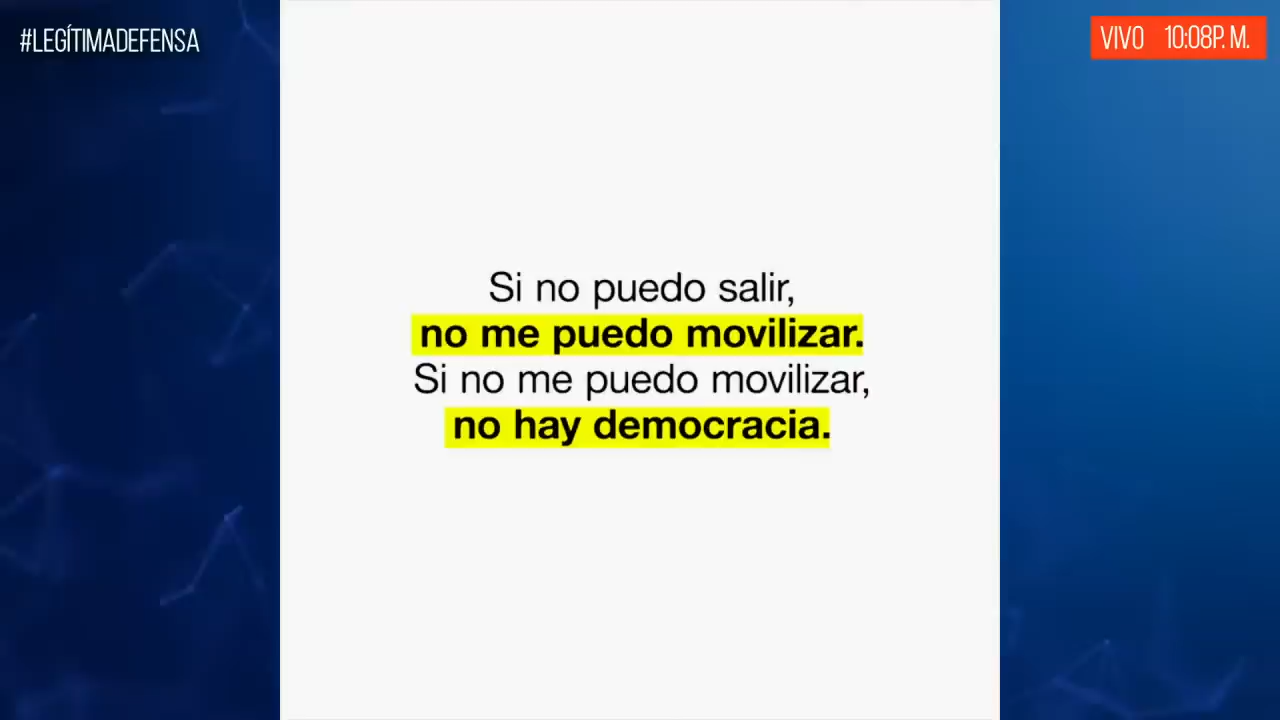 #LEGÍTIMADEFENSA
VIVO 10:08P. M.
Si no puedo salir,
no me puedo movilizar.
Si no me puedo movilizar,
no hay democracia.